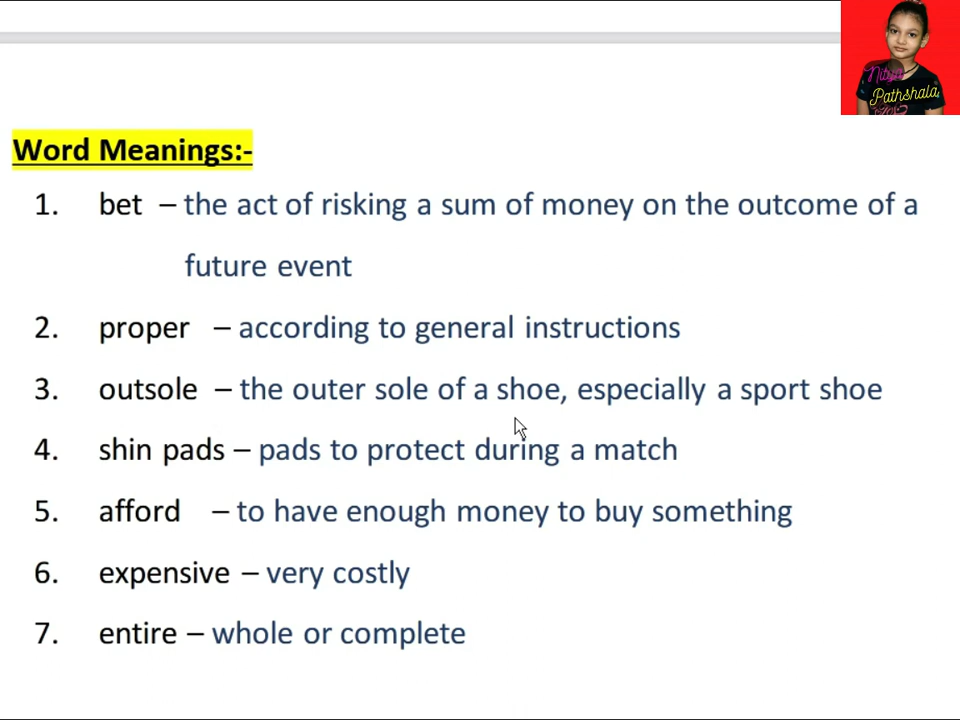 Nitya
Pathshala
Word Meanings:-
1. bet – the act of risking a sum of money on the outcome of a
future event
2. proper – according to general instructions
3. outsole – the outer sole of a shoe, especially a sport shoe
4. shin pads – pads to protect during a match
5. afford – to have enough money to buy something
6. expensive – very costly
7. entire – whole or complete